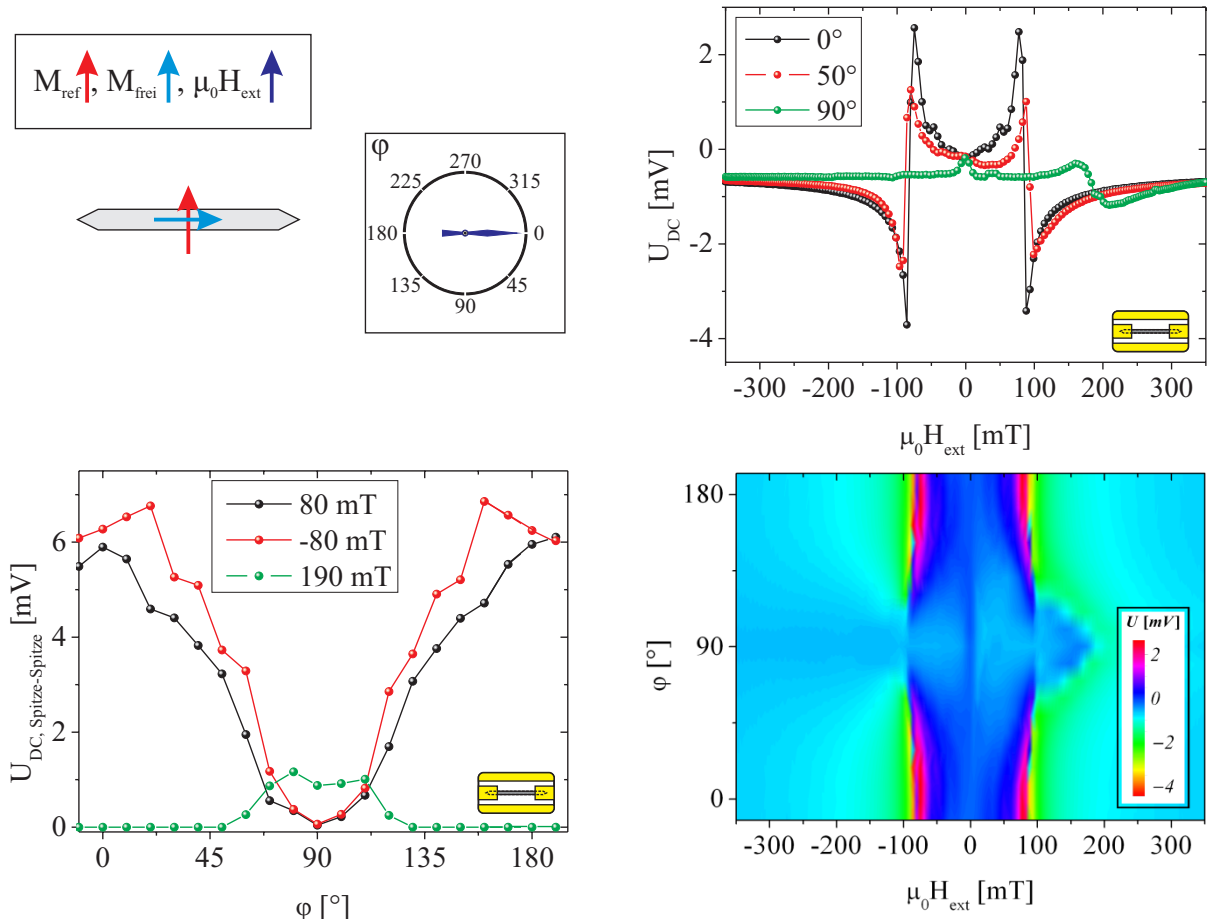 M_ref, M_frei, μ₀H_ext
φ
270
225 315
180 0
135 45
90
0°
50°
90°
2
0
-2
-4
U_DC [mV]
-300 -200 -100 0 100 200 300
μ₀H_ext [mT]
80 mT
-80 mT
190 mT
6
4
2
0
U_DC, Spitze-Spitze [mV]
0 45 90 135 180
φ [°]
180
90
0
φ [°]
U [mV]
2
0
−2
−4
-300 -200 -100 0 100 200 300
μ₀H_ext [mT]